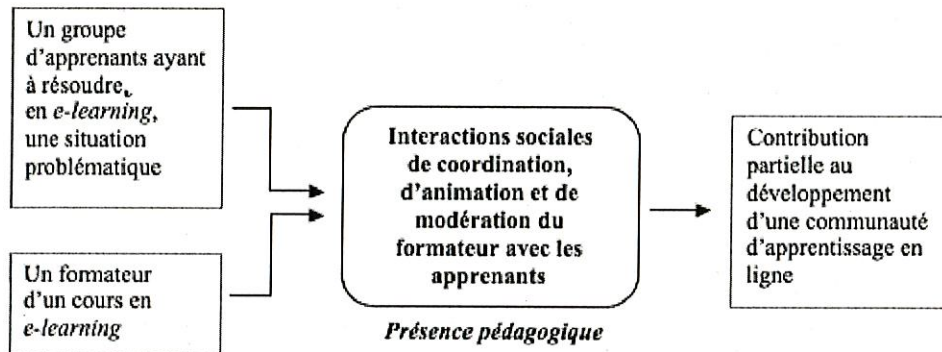 Un groupe
d'apprenants ayant
à résoudre,
en e-learning,
une situation
problématique
Un formateur
d'un cours en
e-learning
Interactions sociales
de coordination,
d'animation et de
modération du
formateur avec les
apprenants
Présence pédagogique
Contribution
partielle au
développement
d'une communauté
d'apprentissage en
ligne